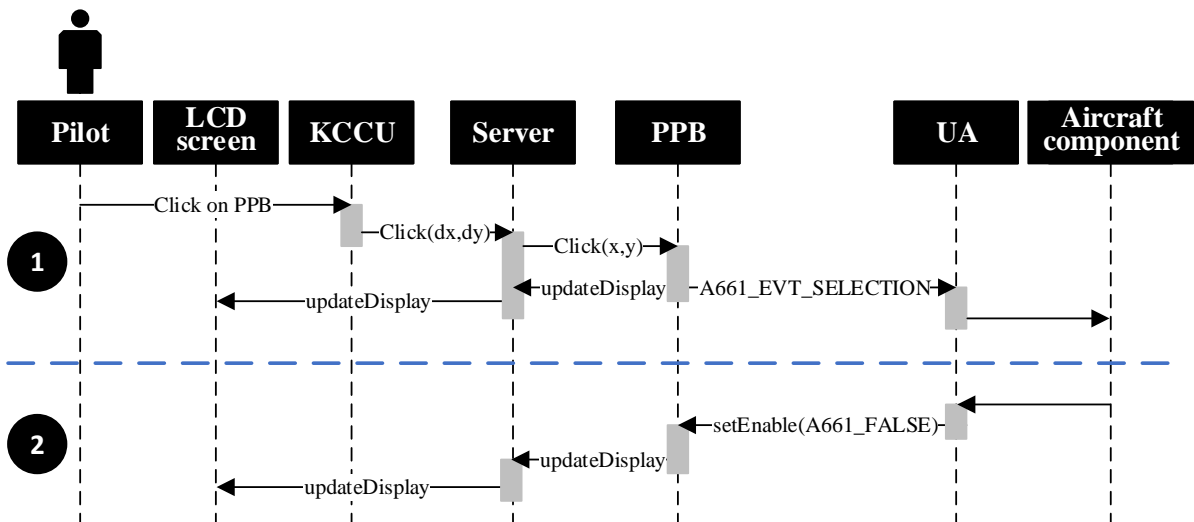 Pilot
LCD
screen
KCCU
Server
PPB
UA
Aircraft
component
Click on PPB
Click(dx,dy)
Click(x,y)
1
updateDisplay
A661_EVT_SELECTION
updateDisplay
setEnable(A661_FALSE)
2
updateDisplay
updateDisplay